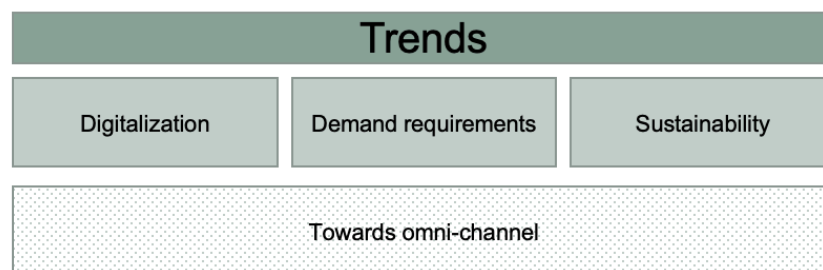 Trends
Digitalization
Demand requirements
Sustainability
Towards omni-channel